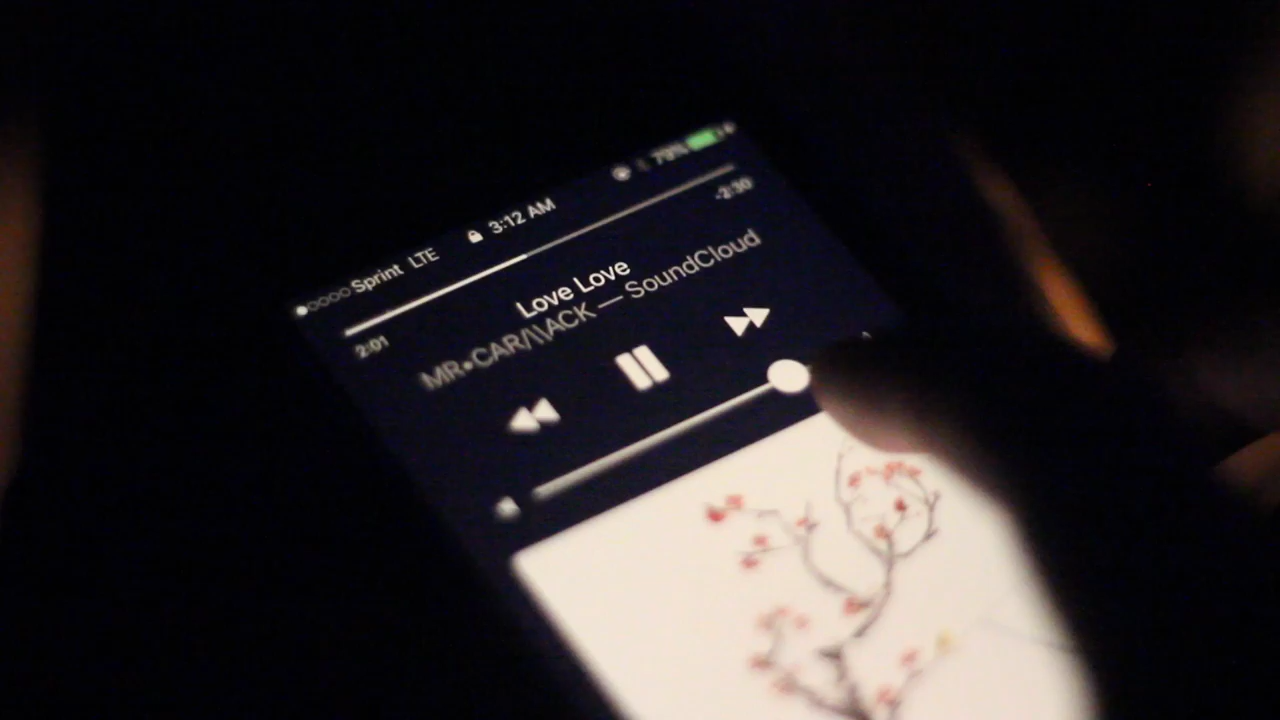 Sprint LTE 3:12 AM 79%
2:01 -2:30
Love Love
MR•CAR/\\ACK — SoundCloud